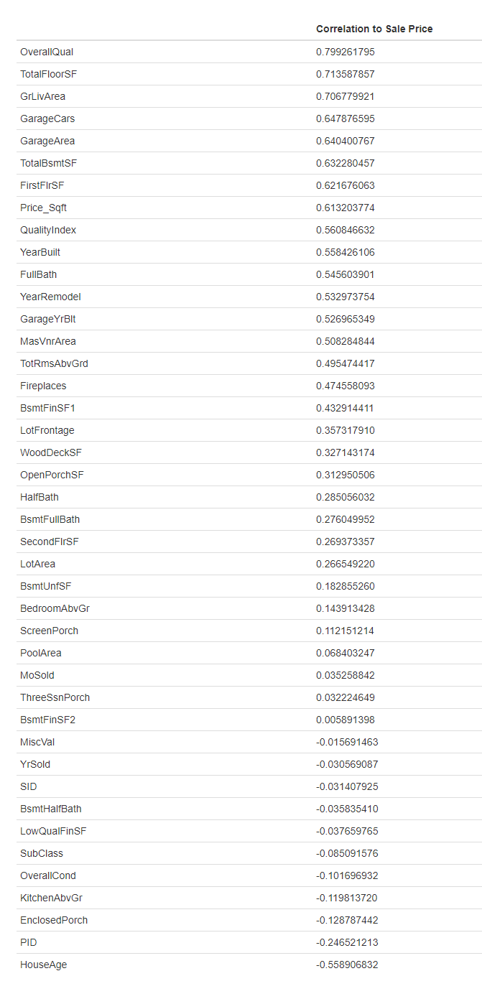 Correlation to Sale Price
OverallQual 0.799261795
TotalFloorSF 0.713587857
GrLivArea 0.706779921
GarageCars 0.647876595
GarageArea 0.640400767
TotalBsmtSF 0.632280457
FirstFlrSF 0.621676063
Price_Sqft 0.613203774
QualityIndex 0.560846632
YearBuilt 0.558426106
FullBath 0.545603901
YearRemodel 0.532973754
GarageYrBlt 0.526965349
MasVnrArea 0.508284844
TotRmsAbvGrd 0.495474417
Fireplaces 0.474558093
BsmtFinSF1 0.432914411
LotFrontage 0.357317910
WoodDeckSF 0.327143174
OpenPorchSF 0.312950506
HalfBath 0.285056032
BsmtFullBath 0.276049952
SecondFlrSF 0.269373357
LotArea 0.266549220
BsmtUnfSF 0.182855260
BedroomAbvGr 0.143913428
ScreenPorch 0.112151214
PoolArea 0.068403247
MoSold 0.035258842
ThreeSsnPorch 0.032224649
BsmtFinSF2 0.005891398
MiscVal -0.015691463
YrSold -0.030569087
SID -0.031407925
BsmtHalfBath -0.035835410
LowQualFinSF -0.037659765
SubClass -0.085091576
OverallCond -0.101696932
KitchenAbvGr -0.119813720
EnclosedPorch -0.128787442
PID -0.246521213
HouseAge -0.558906832